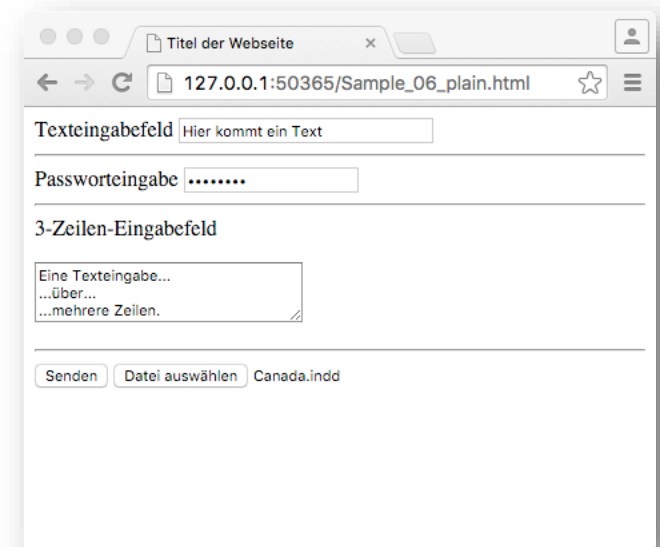 Titel der Webseite
127.0.0.1:50365/Sample_06_plain.html
Texteingabefeld Hier kommt ein Text
Passworteingabe ••••••••
3-Zeilen-Eingabefeld
Eine Texteingabe...
...über...
...mehrere Zeilen.
Senden Datei auswählen Canada.indd